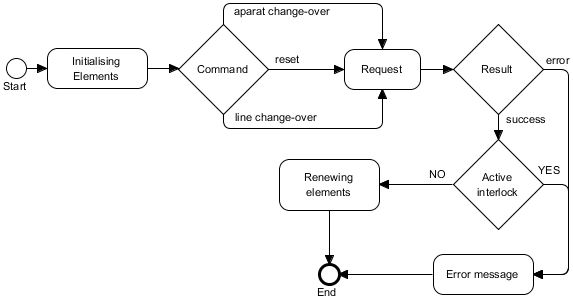 aparat change-over
Initialising
Elements
Command
reset
Request
Result
error
Start
line change-over
success
Renewing
elements
NO
Active
interlock
YES
Error message
End